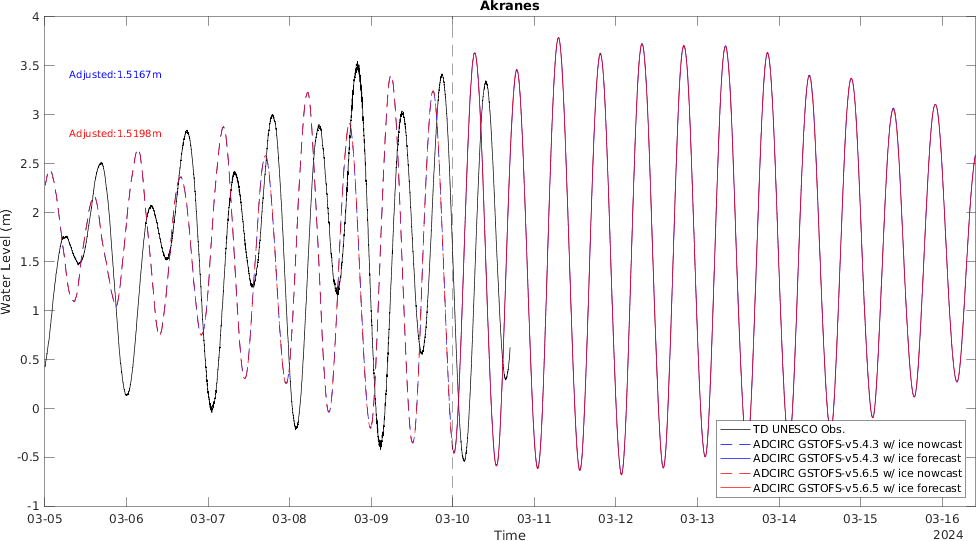 Akranes
4
3.5
3
2.5
2
1.5
1
0.5
0
-0.5
-1
Water Level (m)
Adjusted:1.5167m
Adjusted:1.5198m
TD UNESCO Obs.
ADCIRC GSTOFS-v5.4.3 w/ ice nowcast
ADCIRC GSTOFS-v5.4.3 w/ ice forecast
ADCIRC GSTOFS-v5.6.5 w/ ice nowcast
ADCIRC GSTOFS-v5.6.5 w/ ice forecast
03-05 03-06 03-07 03-08 03-09 03-10 03-11 03-12 03-13 03-14 03-15 03-16
Time
2024